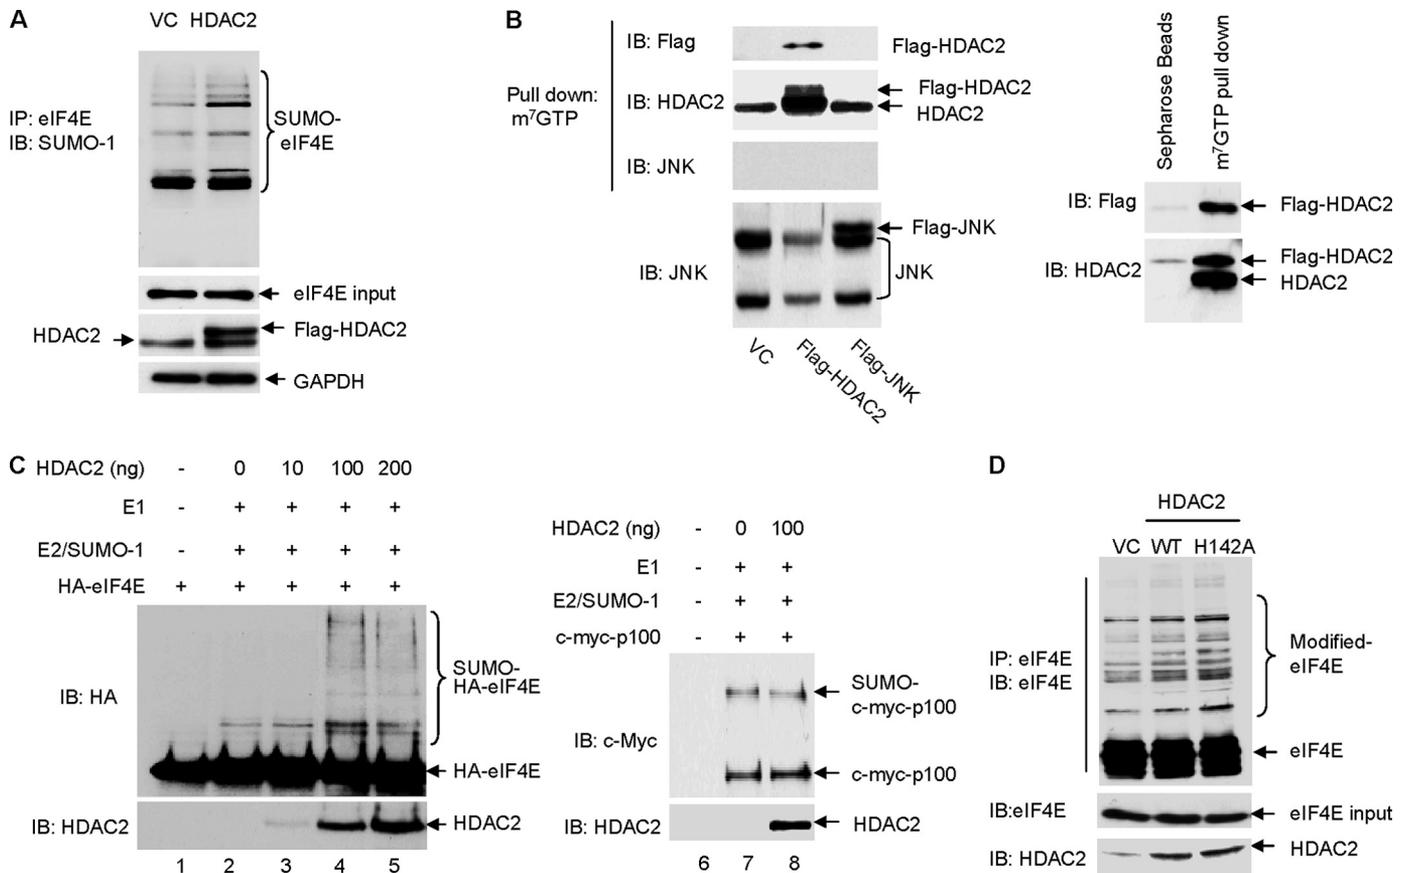 A
VC HDAC2
IP: eIF4E
IB: SUMO-1
SUMO-
eIF4E
eIF4E input
HDAC2
Flag-HDAC2
GAPDH
B
Pull down:
m⁷GTP
IB: Flag
Flag-HDAC2
IB: HDAC2
Flag-HDAC2
HDAC2
IB: JNK
IB: JNK
Flag-JNK
JNK
VC
Flag-HDAC2
Flag-JNK
Sepharose Beads
m⁷GTP pull down
IB: Flag
Flag-HDAC2
IB: HDAC2
Flag-HDAC2
HDAC2
C
HDAC2 (ng) - 0 10 100 200
E1 - + + + +
E2/SUMO-1 - + + + +
HA-eIF4E + + + + +
IB: HA
SUMO-
HA-eIF4E
HA-eIF4E
IB: HDAC2
HDAC2
1 2 3 4 5
HDAC2 (ng) - 0 100
E1 - + +
E2/SUMO-1 - + +
c-myc-p100 - + +
IB: c-Myc
SUMO-
c-myc-p100
c-myc-p100
IB: HDAC2
HDAC2
6 7 8
D
HDAC2
VC WT H142A
IP: eIF4E
IB: eIF4E
Modified-
eIF4E
eIF4E
IB:eIF4E
eIF4E input
IB: HDAC2
HDAC2